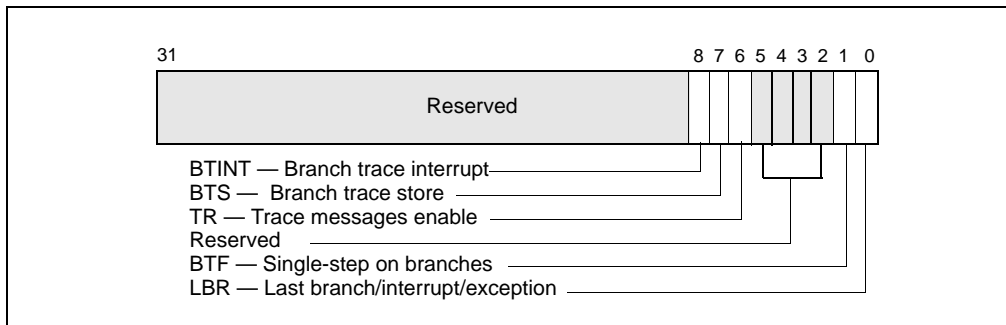 31 8 7 6 5 4 3 2 1 0
Reserved
BTINT — Branch trace interrupt
BTS — Branch trace store
TR — Trace messages enable
Reserved
BTF — Single-step on branches
LBR — Last branch/interrupt/exception